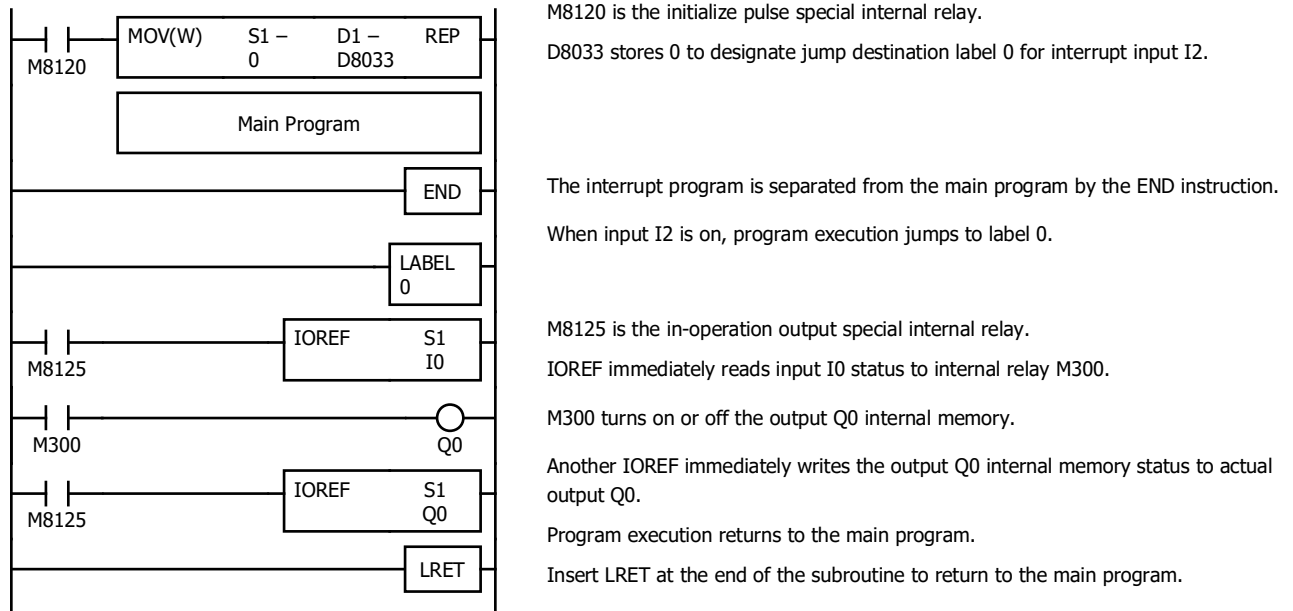 M8120 is the initialize pulse special internal relay.
MOV(W) S1 – D1 – REP
0 D8033
M8120
D8033 stores 0 to designate jump destination label 0 for interrupt input I2.
Main Program
END
The interrupt program is separated from the main program by the END instruction.
When input I2 is on, program execution jumps to label 0.
LABEL
0
IOREF S1
I0
M8125
M8125 is the in-operation output special internal relay.
IOREF immediately reads input I0 status to internal relay M300.
M300
Q0
M300 turns on or off the output Q0 internal memory.
IOREF S1
Q0
M8125
Another IOREF immediately writes the output Q0 internal memory status to actual
output Q0.
Program execution returns to the main program.
LRET
Insert LRET at the end of the subroutine to return to the main program.